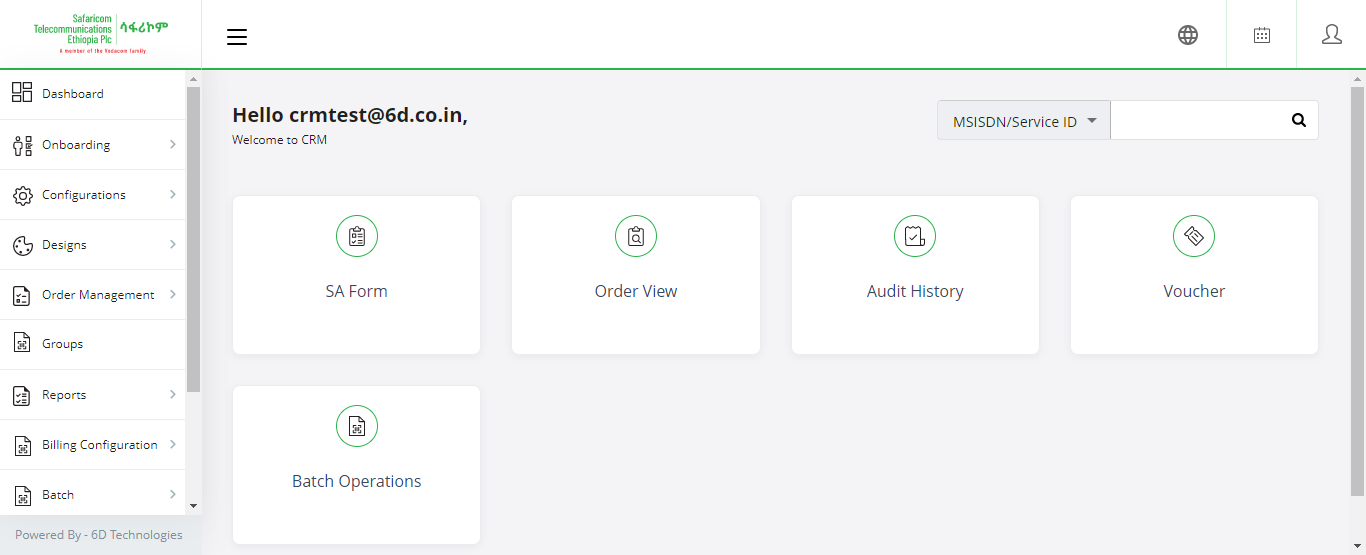 Safaricom
Telecommunications
Ethiopia Plc
ሳፋሪኮም
A member of the Vodacom family
Dashboard
Onboarding
Configurations
Designs
Order Management
Groups
Reports
Billing Configuration
Batch
Powered By - 6D Technologies
Hello crmtest@6d.co.in,
Welcome to CRM
MSISDN/Service ID
SA Form
Order View
Audit History
Voucher
Batch Operations